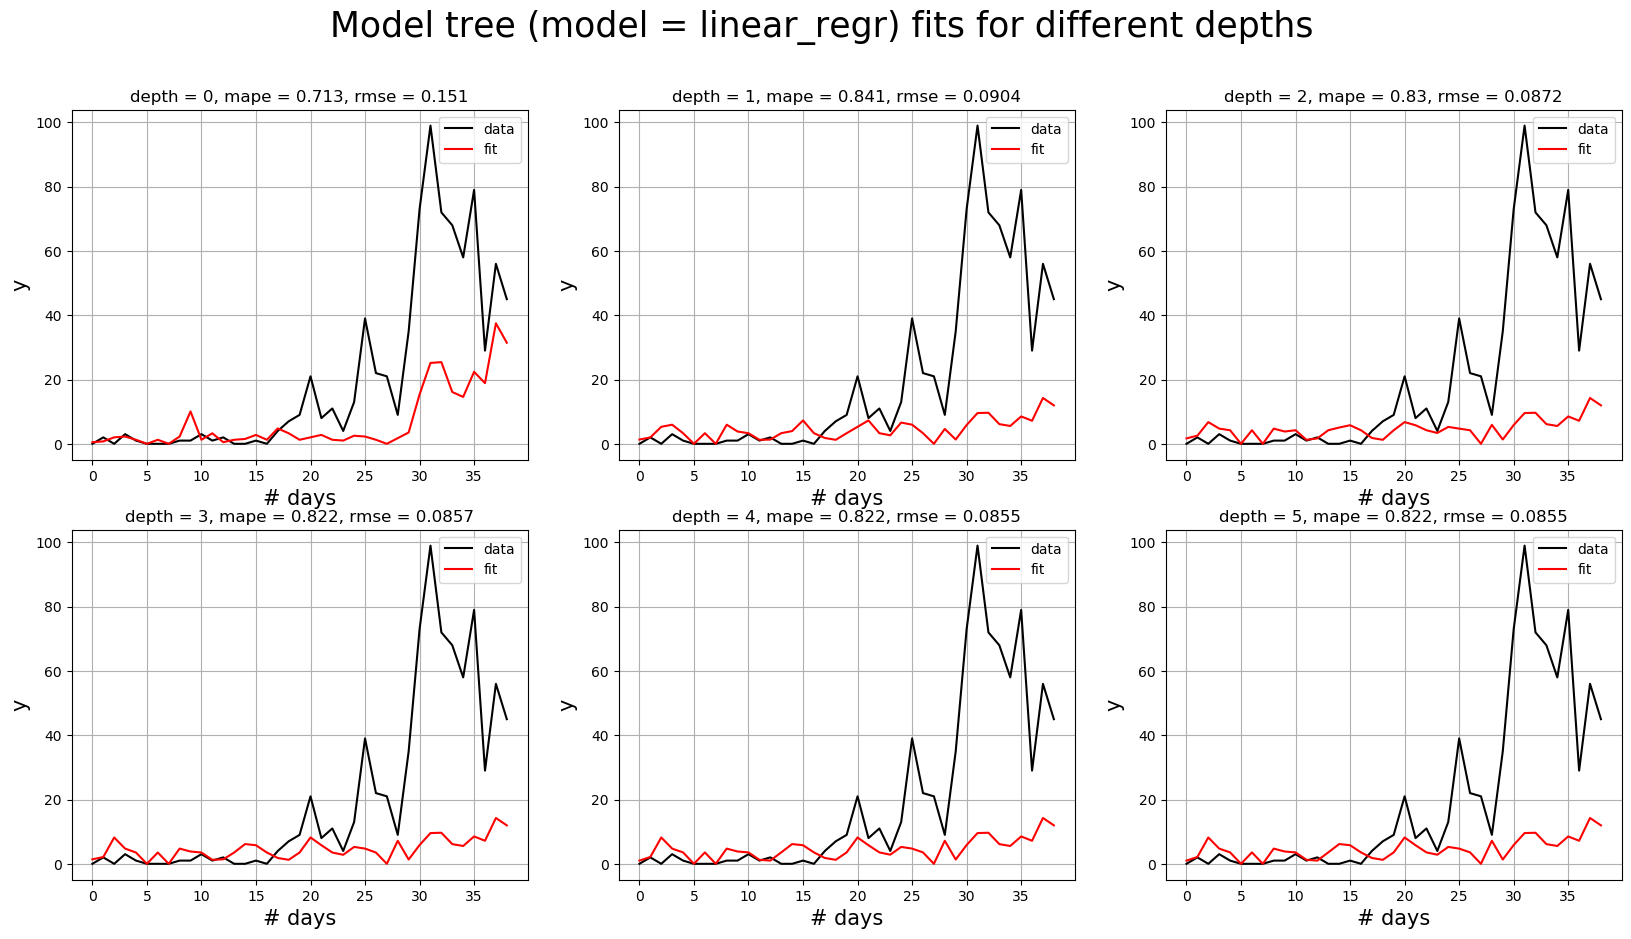 Model tree (model = linear_regr) fits for different depths
depth = 0, mape = 0.713, rmse = 0.151
100
80
60
40
20
0
y
data
fit
0 5 10 15 20 25 30 35
# days
depth = 1, mape = 0.841, rmse = 0.0904
100
80
60
40
20
0
y
data
fit
0 5 10 15 20 25 30 35
# days
depth = 2, mape = 0.83, rmse = 0.0872
100
80
60
40
20
0
y
data
fit
0 5 10 15 20 25 30 35
# days
depth = 3, mape = 0.822, rmse = 0.0857
100
80
60
40
20
0
y
data
fit
0 5 10 15 20 25 30 35
# days
depth = 4, mape = 0.822, rmse = 0.0855
100
80
60
40
20
0
y
data
fit
0 5 10 15 20 25 30 35
# days
depth = 5, mape = 0.822, rmse = 0.0855
100
80
60
40
20
0
y
data
fit
0 5 10 15 20 25 30 35
# days